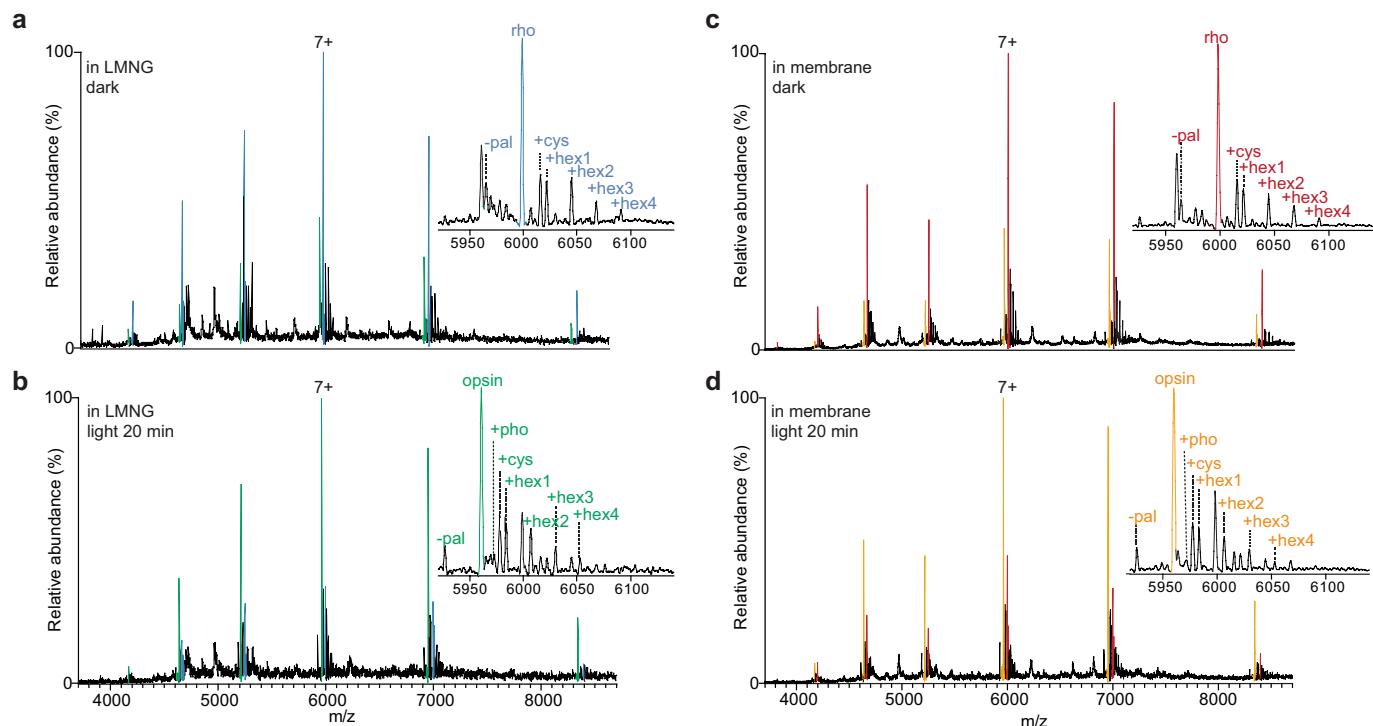 a
Relative abundance (%)
100
0
in LMNG
dark
7+
rho
-pal
+cys
+hex1
+hex2
+hex3
+hex4
5950 6000 6050 6100
b
Relative abundance (%)
100
0
in LMNG
light 20 min
7+
opsin
+pho
+cys
+hex1
+hex3
+hex2
+hex4
-pal
5950 6000 6050 6100
4000 5000 6000 7000 8000
m/z
c
Relative abundance (%)
100
0
in membrane
dark
7+
rho
-pal
+cys
+hex1
+hex2
+hex3
+hex4
5950 6000 6050 6100
d
Relative abundance (%)
100
0
in membrane
light 20 min
7+
opsin
+pho
+cys
+hex1
+hex2
-pal
+hex3
+hex4
5950 6000 6050 6100
4000 5000 6000 7000 8000
m/z